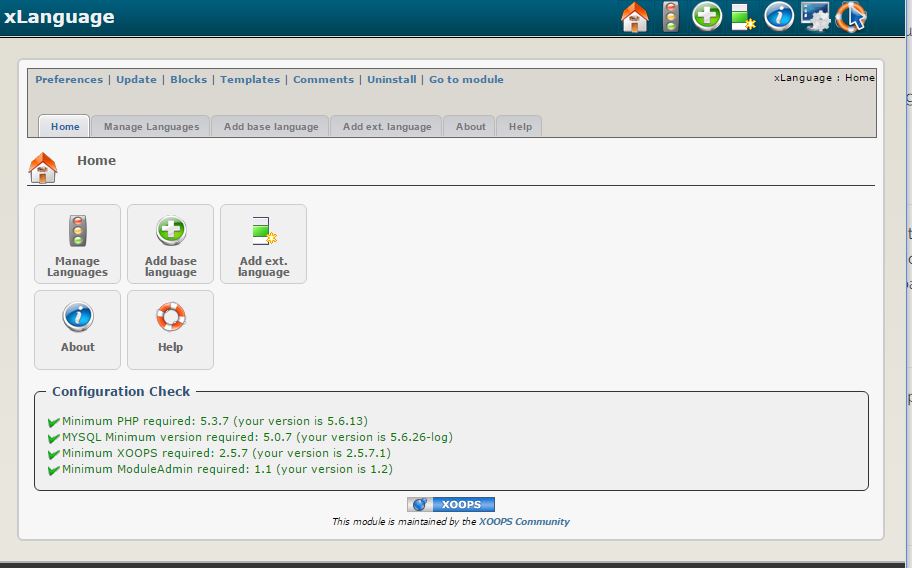 xLanguage
Preferences | Update | Blocks | Templates | Comments | Uninstall | Go to module
xLanguage : Home
Home Manage Languages Add base language Add ext. language About Help
Home
Manage Languages
Add base language
Add ext. language
About
Help
Configuration Check
Minimum PHP required: 5.3.7 (your version is 5.6.13)
MYSQL Minimum version required: 5.0.7 (your version is 5.6.26-log)
Minimum XOOPS required: 2.5.7 (your version is 2.5.7.1)
Minimum ModuleAdmin required: 1.1 (your version is 1.2)
XOOPS
This module is maintained by the XOOPS Community